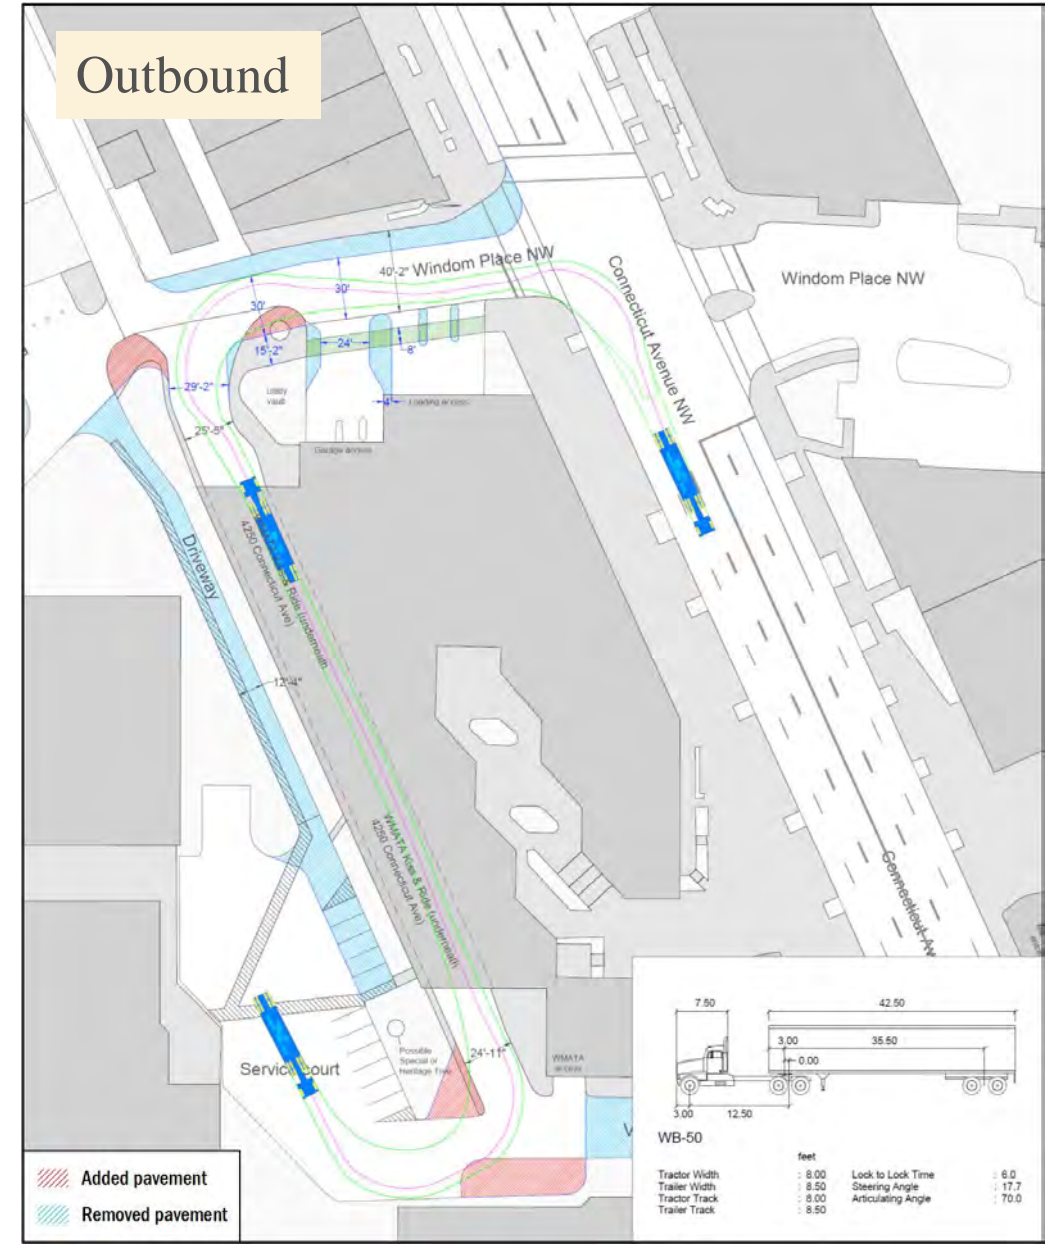 Outbound
Windom Place NW
40'-2"
30'
30'
15'-2"
24'
8'
29'-2"
4'
Loading access
25'-5"
Garage access
vault
Connecticut Avenue NW
Windom Place NW
Driveway
12'-4"
Ride (underneath
4250 Connecticut Ave)
WMATA Kiss & Ride (underneath
4250 Connecticut Ave)
Connecticut Av
Possible
Special or
Heritage Tree
24'-11"
WMATA
access
Service court
Added pavement
Removed pavement
7.50
42.50
3.00
35.50
0.00
3.00
12.50
WB-50
feet
Tractor Width : 8.00
Trailer Width : 8.50
Tractor Track : 8.00
Trailer Track : 8.50
Lock to Lock Time : 6.0
Steering Angle : 17.7
Articulating Angle : 70.0